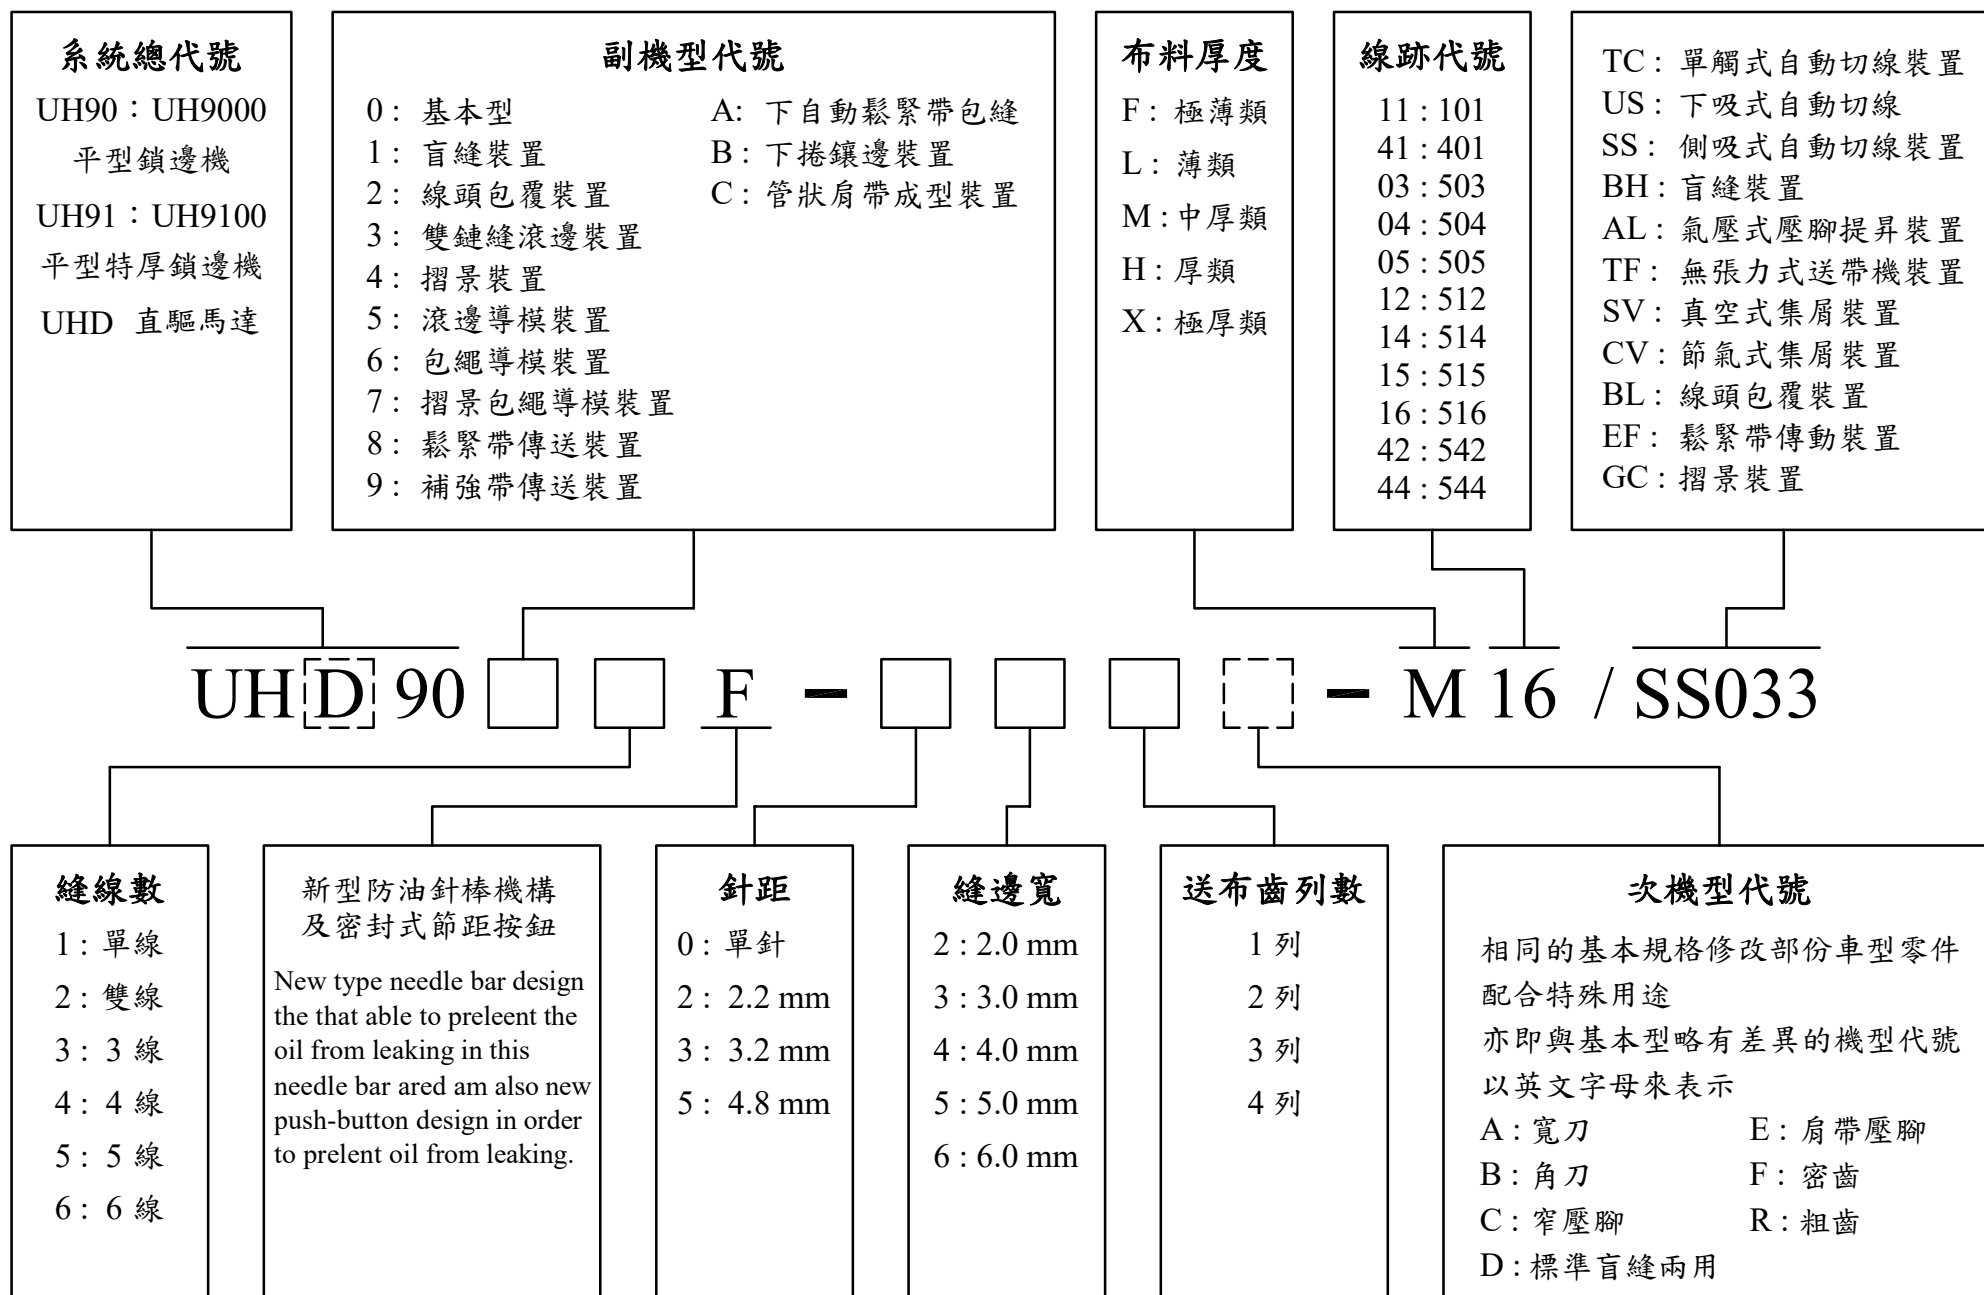 系統總代號
UH90：UH9000
平型鎖邊機
UH91：UH9100
平型特厚鎖邊機
UHD 直驅馬達
副機型代號
0：基本型
1：盲縫裝置
2：線頭包覆裝置
3：雙鏈縫滾邊裝置
4：摺景裝置
5：滾邊導模裝置
6：包繩導模裝置
7：摺景包繩導模裝置
8：鬆緊帶傳送裝置
9：補強帶傳送裝置
A: 下自動鬆緊帶包縫
B：下捲鑲邊裝置
C：管狀肩帶成型裝置
布料厚度
F：極薄類
L：薄類
M：中厚類
H：厚類
X：極厚類
線跡代號
11 : 101
41 : 401
03 : 503
04 : 504
05 : 505
12 : 512
14 : 514
15 : 515
16 : 516
42 : 542
44 : 544
TC：單觸式自動切線裝置
US：下吸式自動切線
SS：側吸式自動切線裝置
BH：盲縫裝置
AL：氣壓式壓腳提昇裝置
TF：無張力式送帶機裝置
SV：真空式集屑裝置
CV：節氣式集屑裝置
BL：線頭包覆裝置
EF：鬆緊帶傳動裝置
GC：摺景裝置
UH D 90 □ □ F - □ □ □ □ - M 16 / SS033
縫線數
1：單線
2：雙線
3：3 線
4：4 線
5：5 線
6：6 線
新型防油針棒機構
及密封式節距按鈕
New type needle bar design
the that able to preleent the
oil from leaking in this
needle bar ared am also new
push-button design in order
to prelent oil from leaking.
針距
0：單針
2： 2.2 mm
3： 3.2 mm
5： 4.8 mm
縫邊寬
2 : 2.0 mm
3 : 3.0 mm
4 : 4.0 mm
5 : 5.0 mm
6 : 6.0 mm
送布齒列數
1 列
2 列
3 列
4 列
次機型代號
相同的基本規格修改部份車型零件
配合特殊用途
亦即與基本型略有差異的機型代號
以英文字母來表示
A：寬刀
B：角刀
C：窄壓腳
D：標準盲縫兩用
E：肩帶壓腳
F：密齒
R：粗齒